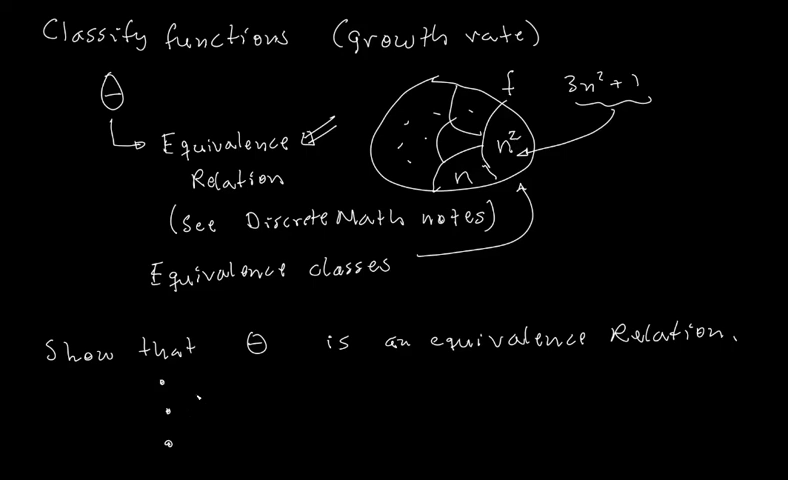 Classify functions (growth rate)
Θ
f
3n² + 1
Equivalence
Relation
n²
n
(See Discrete Math notes)
Equivalence classes
Show that Θ is an equivalence Relation.